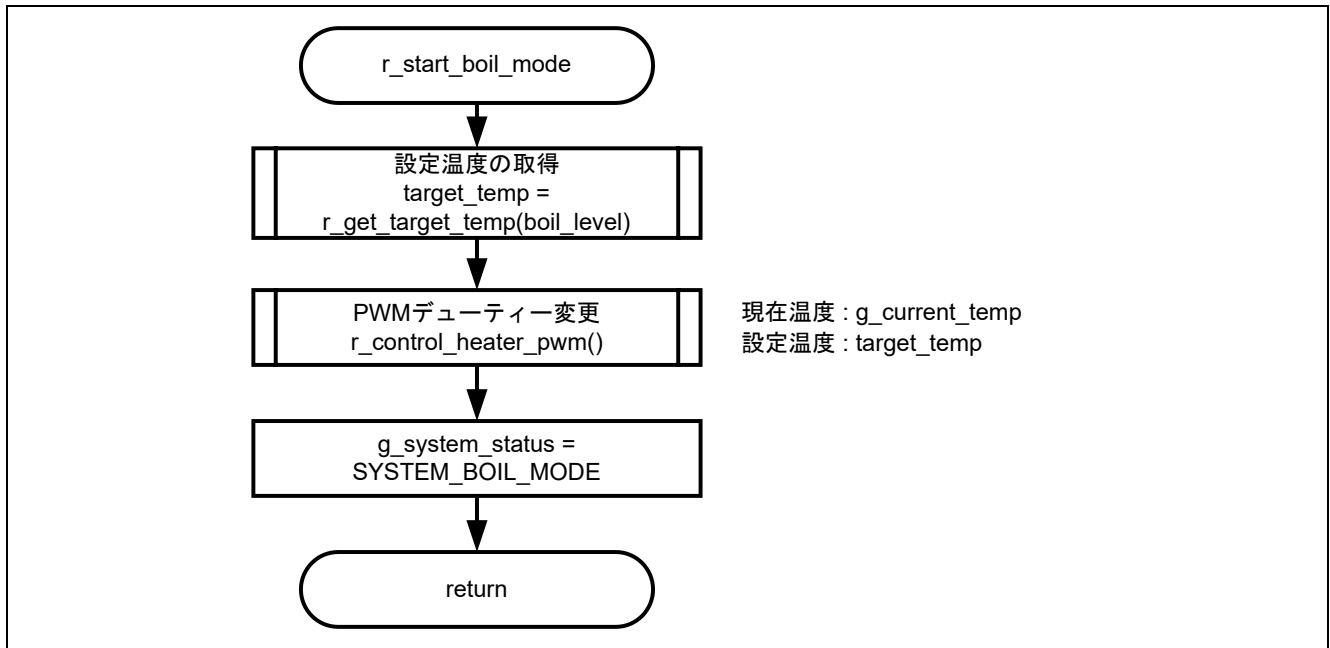 r_start_boil_mode
設定温度の取得
target_temp =
r_get_target_temp(boil_level)
PWMデューティー変更
r_control_heater_pwm()
現在温度 : g_current_temp
設定温度 : target_temp
g_system_status =
SYSTEM_BOIL_MODE
return